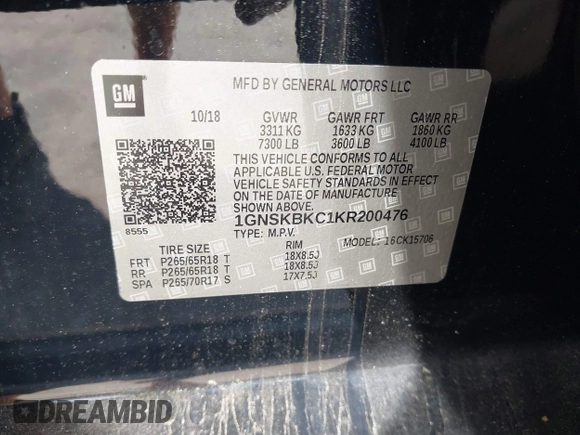 GM
MFD BY GENERAL MOTORS LLC
10/18 GVWR GAWR FRT GAWR RR
3311 KG 1633 KG 1860 KG
7300 LB 3600 LB 4100 LB
THIS VEHICLE CONFORMS TO ALL
APPLICABLE U.S. FEDERAL MOTOR
VEHICLE SAFETY STANDARDS IN EFFECT
ON THE DATE OF MANUFACTURE
SHOWN ABOVE.
1GNSKBKC1KR200476
8555 TYPE: M.P.V. MODEL: 16CK15706
TIRE SIZE RIM
FRT P265/65R18 T 18X8.5J
RR P265/65R18 T 18X8.5J
SPA P265/70R17 S 17X7.5J
DREAMBID